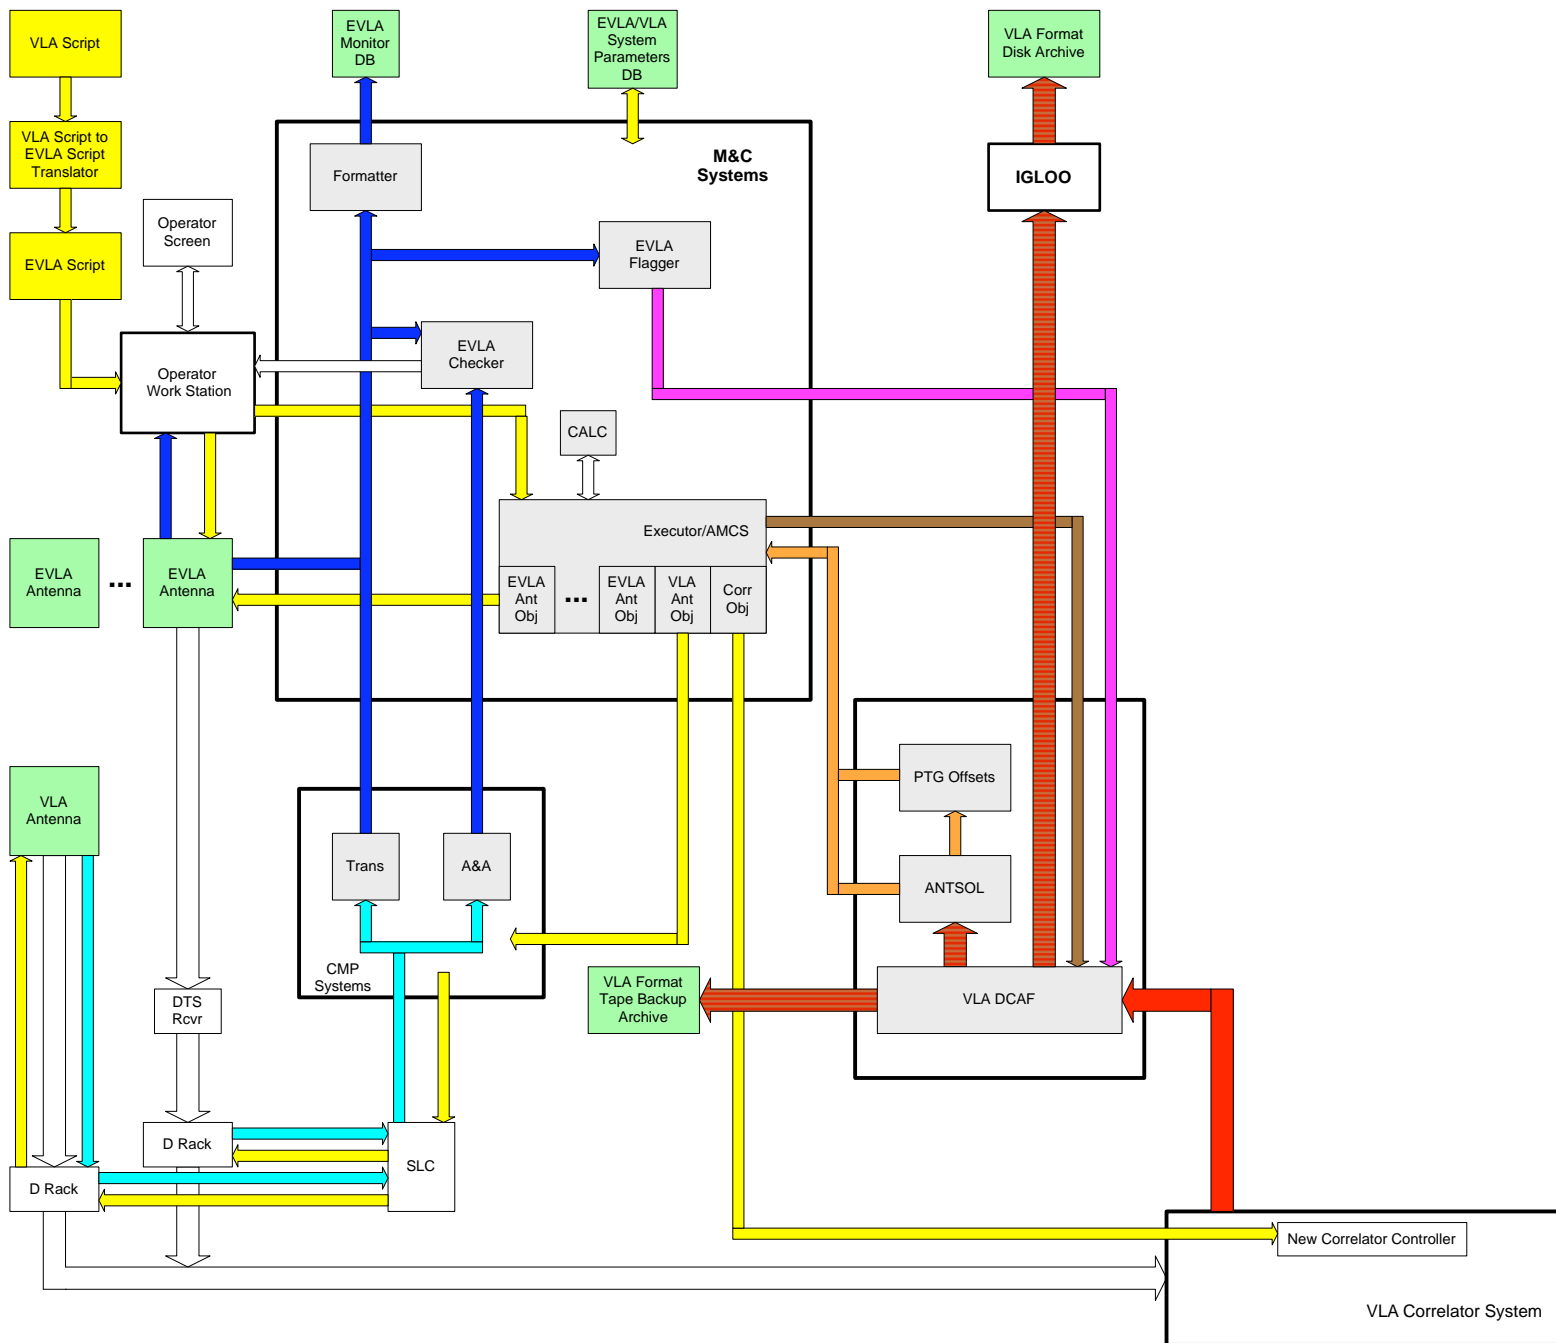 VLA Script
EVLA
Monitor
DB
EVLA/VLA
System
Parameters
DB
VLA Format
Disk Archive
VLA Script to
EVLA Script
Translator
Formatter
M&C
Systems
IGLOO
Operator
Screen
EVLA Script
EVLA
Flagger
EVLA
Checker
Operator
Work Station
CALC
Executor/AMCS
EVLA
Antenna
...
EVLA
Antenna
EVLA
Ant
Obj
...
EVLA
Ant
Obj
VLA
Ant
Obj
Corr
Obj
PTG Offsets
VLA
Antenna
Trans
A&A
ANTSOL
CMP
Systems
DTS
Rcvr
VLA Format
Tape Backup
Archive
VLA DCAF
D Rack
SLC
D Rack
New Correlator Controller
VLA Correlator System